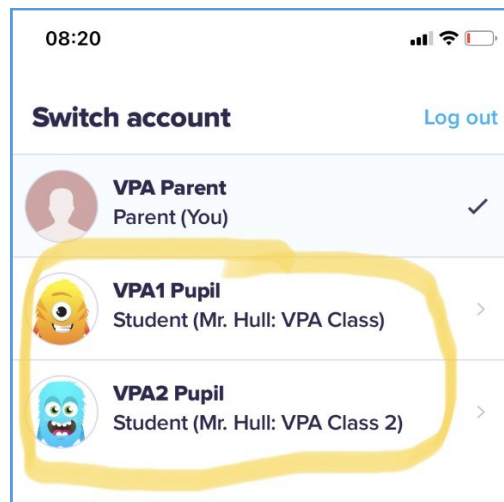 08:20
Switch account Log out
VPA Parent
Parent (You)
VPA1 Pupil
Student (Mr. Hull: VPA Class)
VPA2 Pupil
Student (Mr. Hull: VPA Class 2)